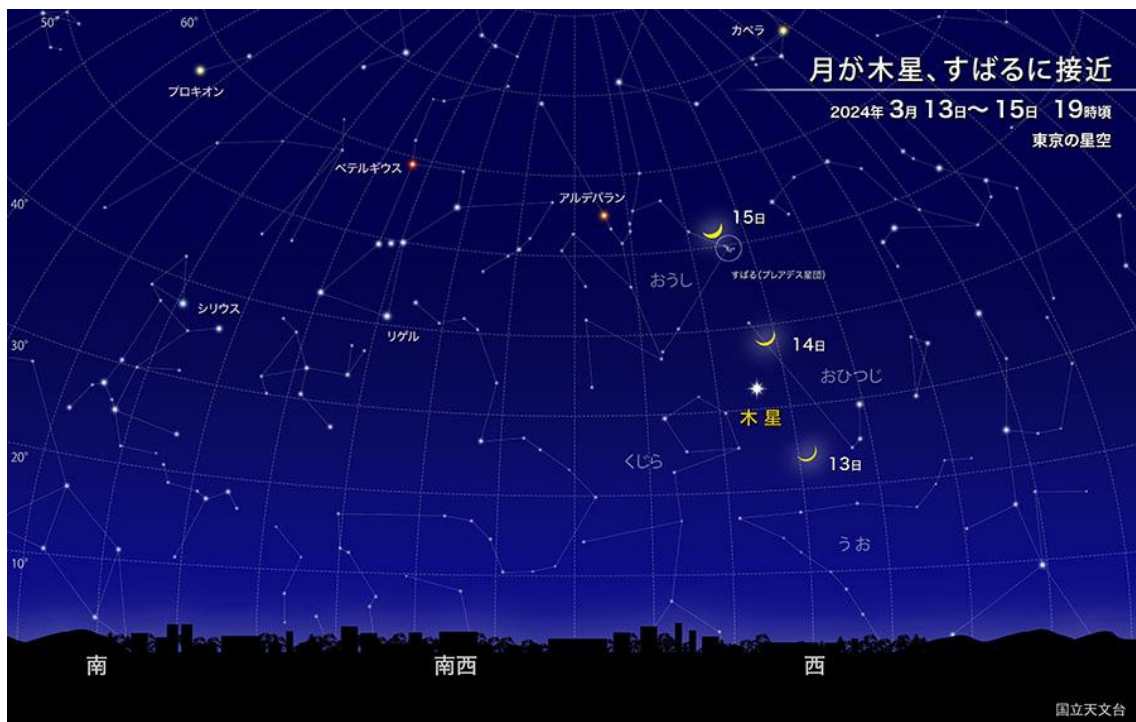 50°
60°
カペラ
月が木星、すばるに接近
プロキオン
2024年 3月 13日〜 15日 19時頃
東京の星空
ベテルギウス
アルデバラン
40°
15日
すばる(プレアデス星団)
おうし
シリウス
リゲル
30°
14日
おひつじ
木星
くじら
13日
20°
うお
10°
南
南西
西
国立天文台